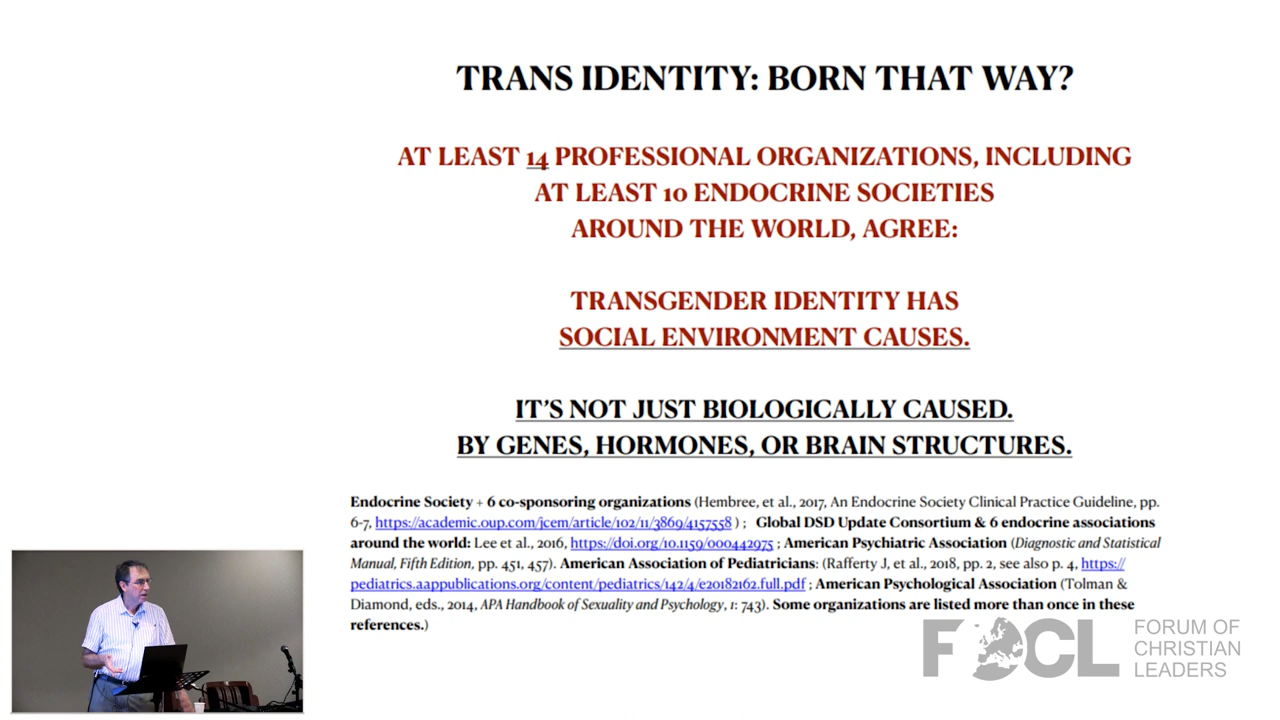 TRANS IDENTITY: BORN THAT WAY?
AT LEAST 14 PROFESSIONAL ORGANIZATIONS, INCLUDING
AT LEAST 10 ENDOCRINE SOCIETIES
AROUND THE WORLD, AGREE:
TRANSGENDER IDENTITY HAS
SOCIAL ENVIRONMENT CAUSES.
IT’S NOT JUST BIOLOGICALLY CAUSED.
BY GENES, HORMONES, OR BRAIN STRUCTURES.
Endocrine Society + 6 co-sponsoring organizations (Hembree, et al., 2017, An Endocrine Society Clinical Practice Guideline, pp.
6-7, https://academic.oup.com/jcem/article/102/11/3869/4157558 ) ; Global DSD Update Consortium & 6 endocrine associations
around the world: Lee et al., 2016, https://doi.org/10.1159/000442975 ; American Psychiatric Association (Diagnostic and Statistical
Manual, Fifth Edition, pp. 451, 457). American Association of Pediatricians: (Rafferty J, et al., 2018, pp. 2, see also p. 4, https://
pediatrics.aappublications.org/content/pediatrics/142/4/e20182162.full.pdf ; American Psychological Association (Tolman &
Diamond, eds., 2014, APA Handbook of Sexuality and Psychology, 1: 743). Some organizations are listed more than once in these
references.)
FOCL
FORUM OF
CHRISTIAN
LEADERS